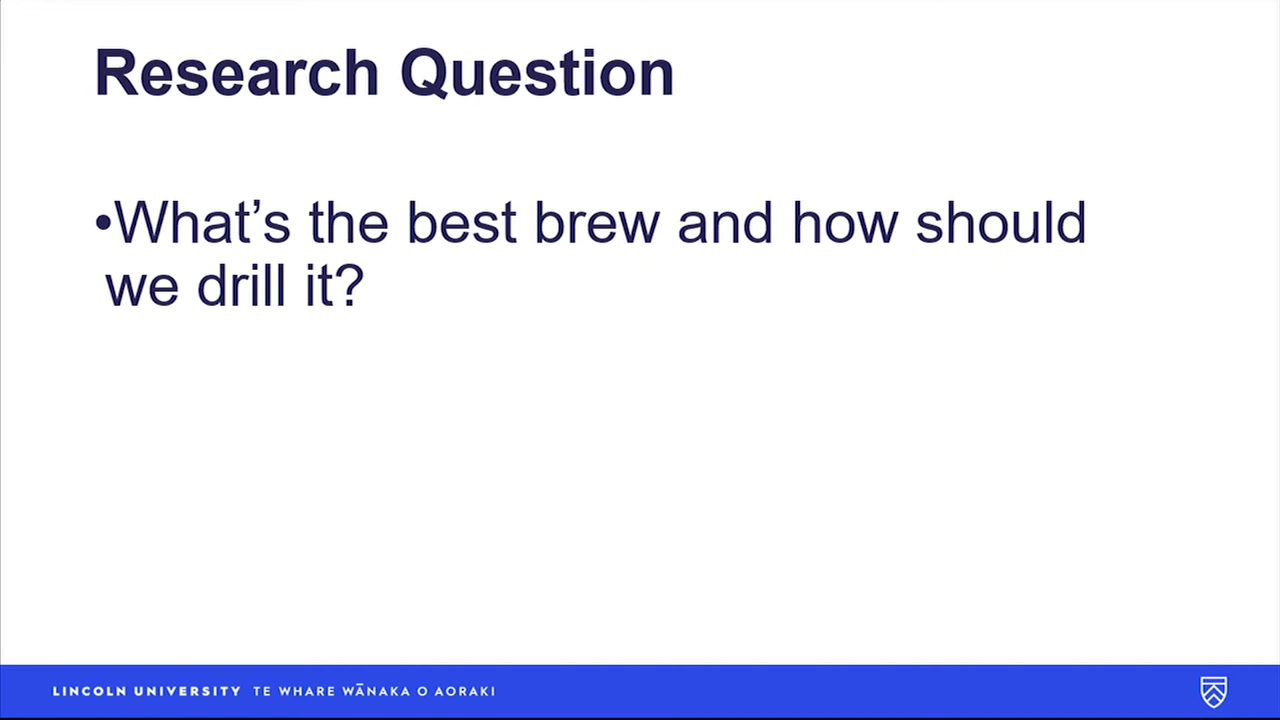 Research Question
•What’s the best brew and how should
we drill it?
LINCOLN UNIVERSITY TE WHARE WĀNAKA O AORAKI